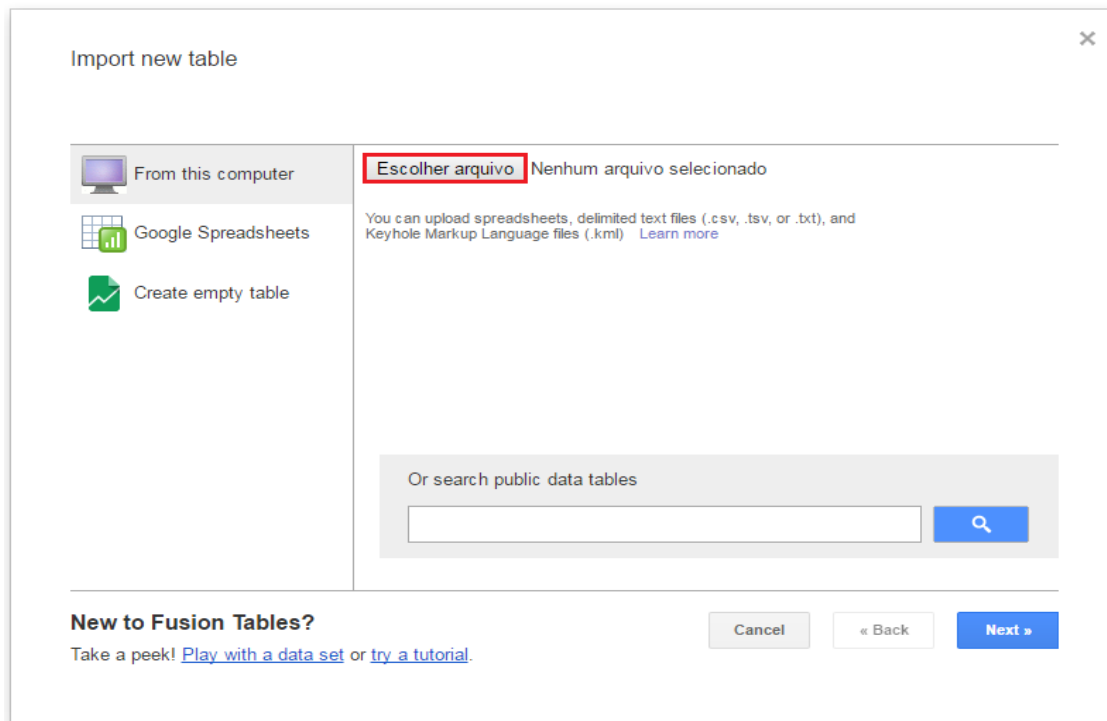 Import new table
From this computer
Google Spreadsheets
Create empty table
Escolher arquivo Nenhum arquivo selecionado
You can upload spreadsheets, delimited text files (.csv, .tsv, or .txt), and
Keyhole Markup Language files (.kml) Learn more
Or search public data tables
New to Fusion Tables?
Take a peek! Play with a data set or try a tutorial.
Cancel
« Back
Next »